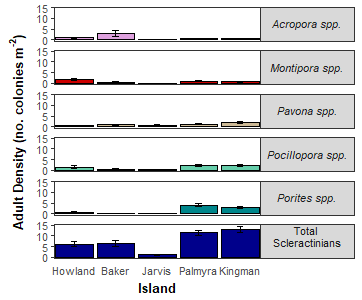 Adult Density (no. colonies m⁻²)
15
10
5
0
Acropora spp.
15
10
5
0
Montipora spp.
15
10
5
0
Pavona spp.
15
10
5
0
Pocillopora spp.
15
10
5
0
Porites spp.
15
10
5
0
Total
Scleractinians
Howland Baker Jarvis Palmyra Kingman
Island